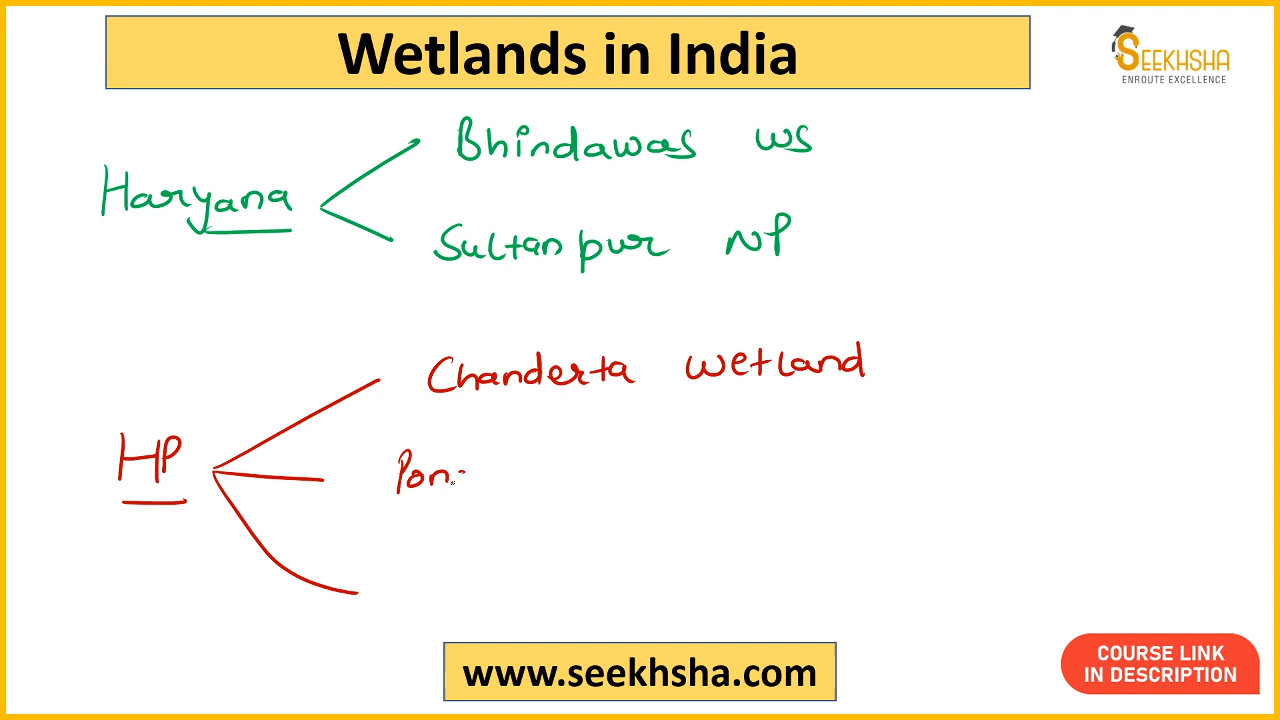 Wetlands in India
SEEKHSHA
ENROUTE EXCELLENCE
Bhindawas WS
Haryana
Sultanpur NP
Chanderta Wetland
HP
Pon
www.seekhsha.com
COURSE LINK
IN DESCRIPTION